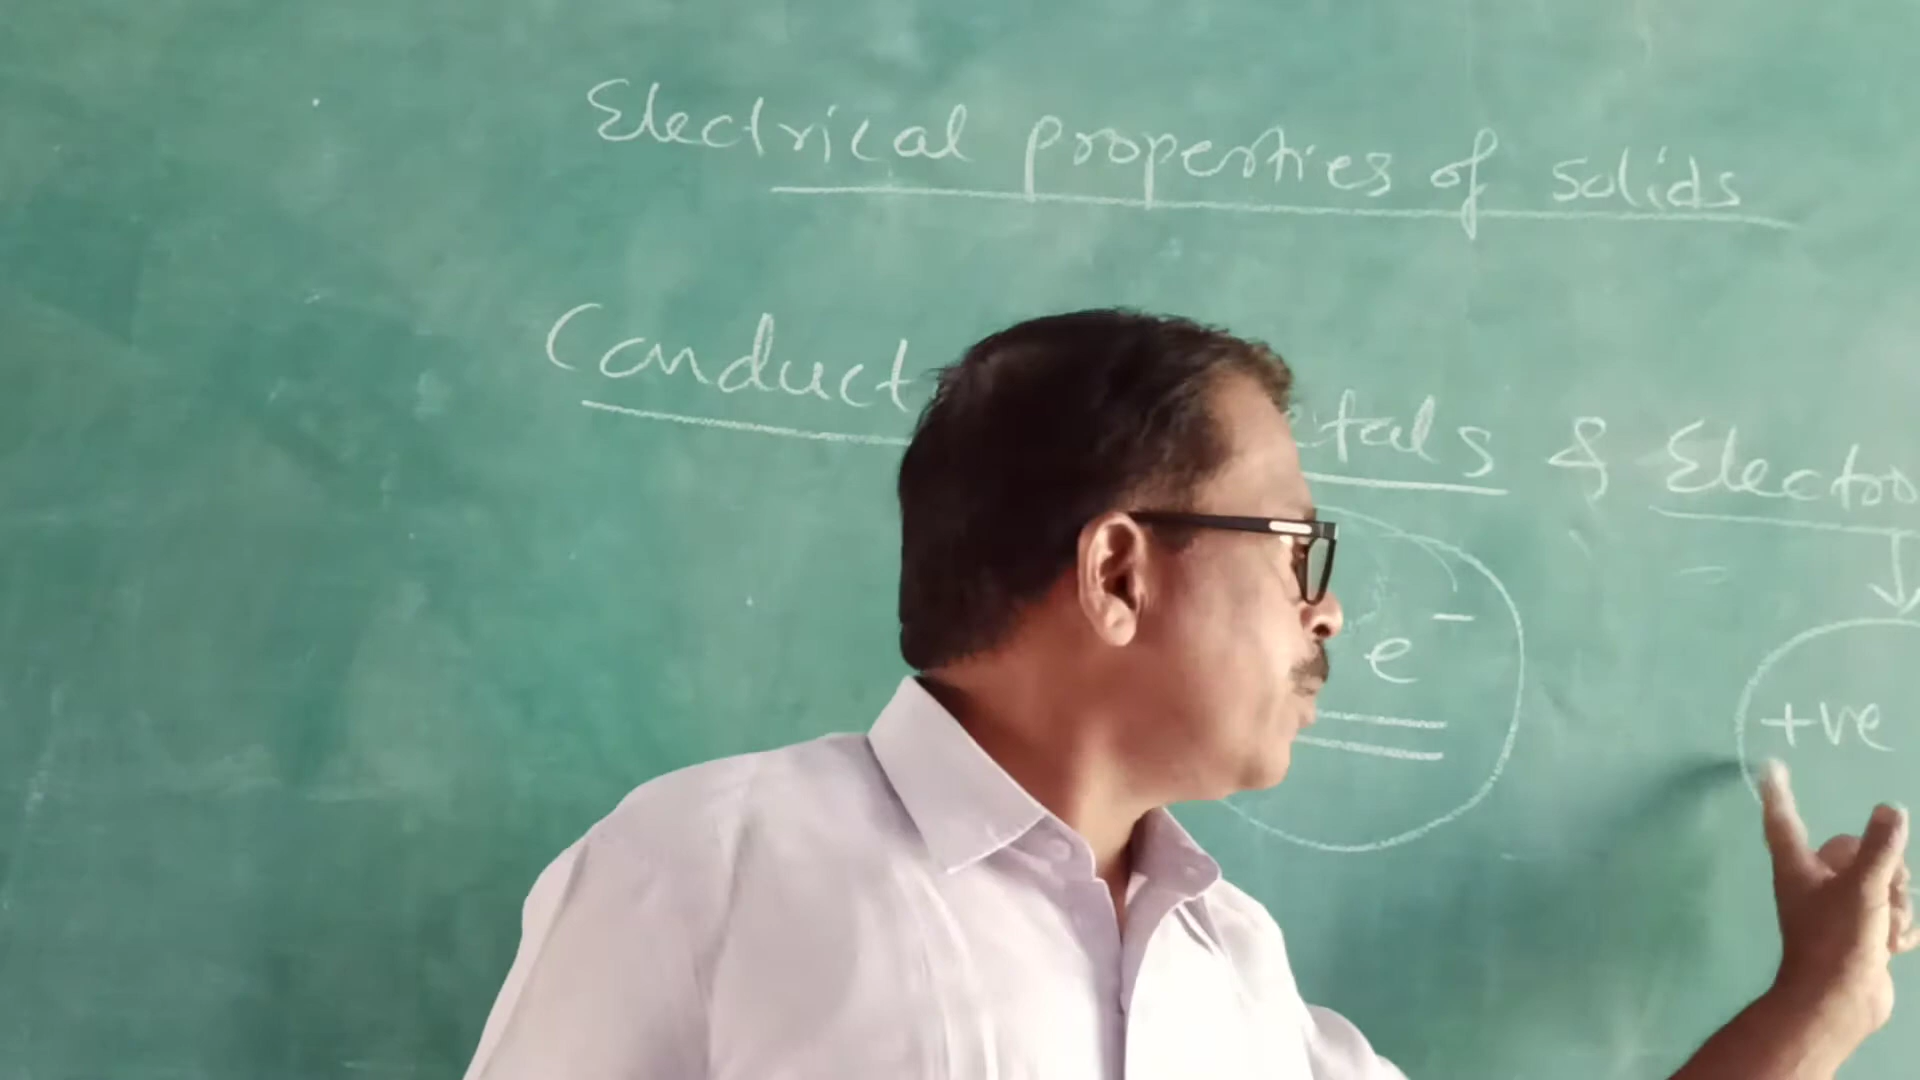 Electrical properties of solids
Conduct etals & Electro
e⁻
+ve